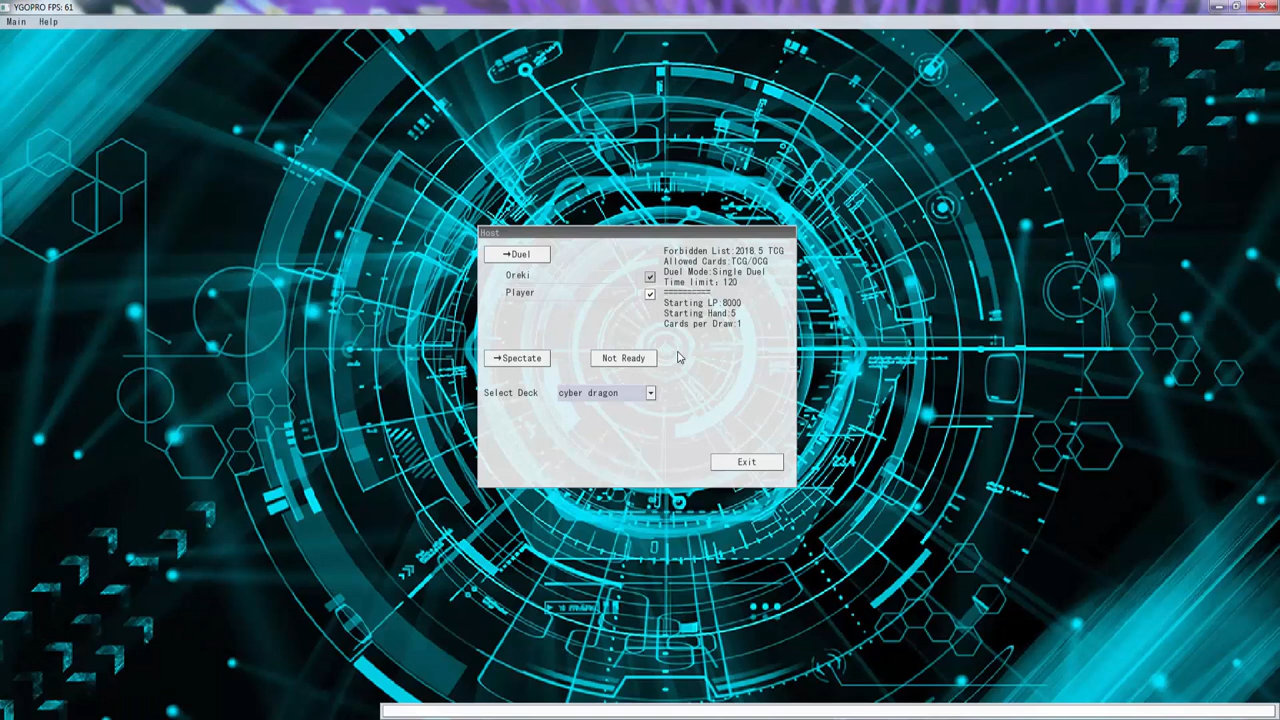 YGOPRO FPS: 61
Main Help
Host
→Duel
Oreki
Player
Forbidden List:2018.5 TCG
Allowed Cards:TCG/OCG
Duel Mode:Single Duel
Time limit: 120
==========
Starting LP:8000
Starting Hand:5
Cards per Draw:1
→Spectate
Not Ready
Select Deck
cyber dragon
Exit
23.4